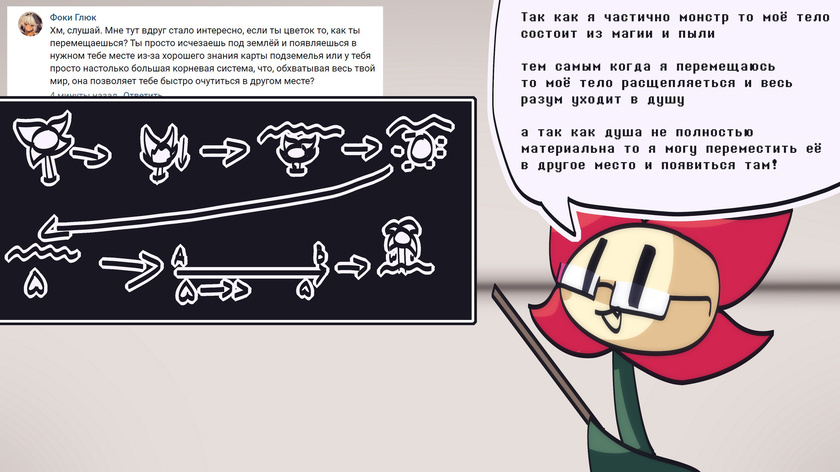 Фоки Глюк
Хм, слушай. Мне тут вдруг стало интересно, если ты цветок то, как ты
перемещаешься? Ты просто исчезаешь под землёй и появляешься в
нужном тебе месте из-за хорошего знания карты подземелья или у тебя
просто настолько большая корневая система, что, обхватывая весь твой
мир, она позволяет тебе быстро очутиться в другом месте?
4 минуты назад Ответить
Так как я частично монстр то моё тело
состоит из магии и пыли
тем самым когда я перемещаюсь
то моё тело расщепляеться и весь
разум уходит в душу
а так как душа не полностью
материальна то я могу переместить её
в другое место и появиться там!
A B